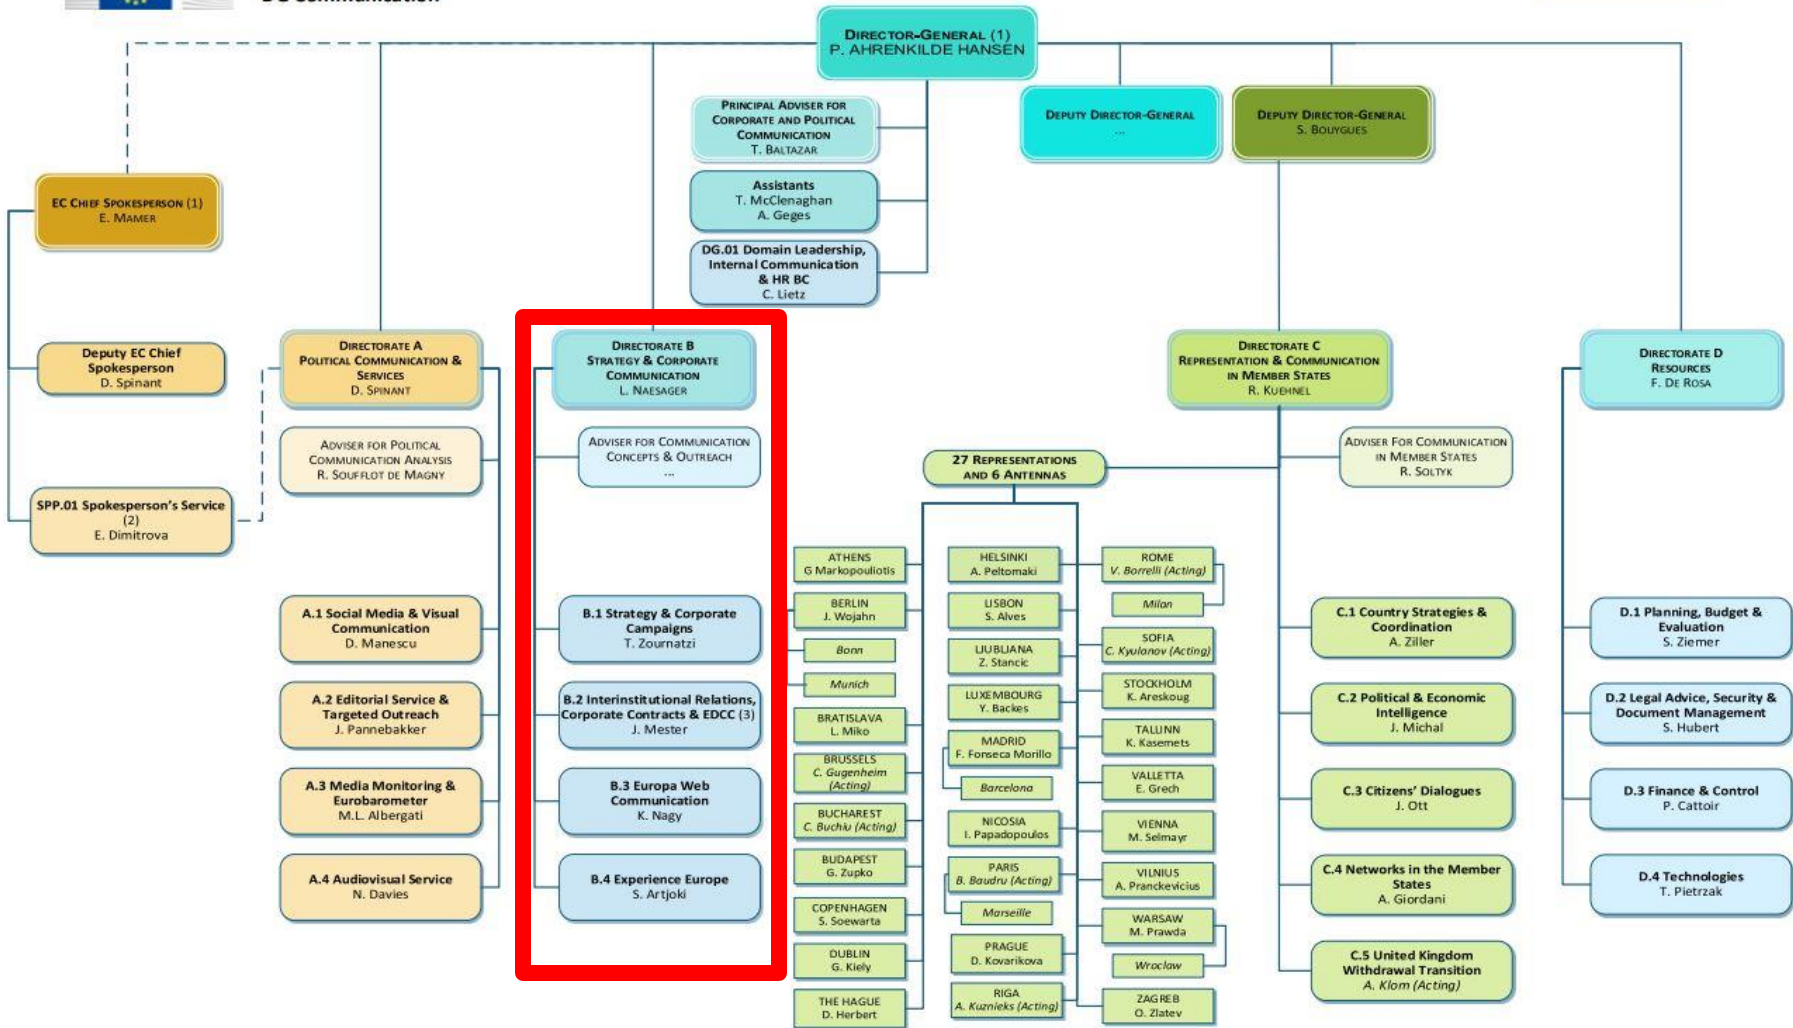 DG Communication
DIRECTOR-GENERAL (1)
P. AHRENKILDE HANSEN
PRINCIPAL ADVISER FOR
CORPORATE AND POLITICAL
COMMUNICATION
T. BALTAZAR
DEPUTY DIRECTOR-GENERAL
...
DEPUTY DIRECTOR-GENERAL
S. BOUYGUES
Assistants
T. McClenaghan
A. Geges
DG.01 Domain Leadership,
Internal Communication
& HR BC
C. Lietz
EC CHIEF SPOKESPERSON (1)
E. MAMER
Deputy EC Chief
Spokesperson
D. Spinant
SPP.01 Spokesperson's Service
(2)
E. Dimitrova
DIRECTORATE A
POLITICAL COMMUNICATION &
SERVICES
D. SPINANT
ADVISER FOR POLITICAL
COMMUNICATION ANALYSIS
R. SOUFFLOT DE MAGNY
A.1 Social Media & Visual
Communication
D. Manescu
A.2 Editorial Service &
Targeted Outreach
J. Pannebakker
A.3 Media Monitoring &
Eurobarometer
M.L. Albergati
A.4 Audiovisual Service
N. Davies
DIRECTORATE B
STRATEGY & CORPORATE
COMMUNICATION
L. NAESAGER
ADVISER FOR COMMUNICATION
CONCEPTS & OUTREACH
...
B.1 Strategy & Corporate
Campaigns
T. Zournatzi
B.2 Interinstitutional Relations,
Corporate Contracts & EDCC (3)
J. Mester
B.3 Europa Web
Communication
K. Nagy
B.4 Experience Europe
S. Artjoki
DIRECTORATE C
REPRESENTATION & COMMUNICATION
IN MEMBER STATES
R. KUEHNEL
ADVISER FOR COMMUNICATION
IN MEMBER STATES
R. SOLTYK
27 REPRESENTATIONS
AND 6 ANTENNAS
ATHENS
G Markopouliotis
BERLIN
J. Wojahn
Bonn
Munich
BRATISLAVA
L. Miko
BRUSSELS
C. Gugenheim
(Acting)
BUCHAREST
C. Buchiu (Acting)
BUDAPEST
G. Zupko
COPENHAGEN
S. Soewarta
DUBLIN
G. Kiely
THE HAGUE
D. Herbert
HELSINKI
A. Peltomaki
LISBON
S. Alves
LJUBLJANA
Z. Stancic
LUXEMBOURG
Y. Backes
MADRID
F. Fonseca Morillo
Barcelona
NICOSIA
I. Papadopoulos
PARIS
B. Baudru (Acting)
Marseille
PRAGUE
D. Kovarikova
RIGA
A. Kuznieks (Acting)
ROME
V. Borrelli (Acting)
Milan
SOFIA
C. Kyulanov (Acting)
STOCKHOLM
K. Areskoug
TALLINN
K. Kasemets
VALLETTA
E. Grech
VIENNA
M. Selmayr
VILNIUS
A. Pranckevicius
WARSAW
M. Prawda
Wroclaw
ZAGREB
O. Zlatev
C.1 Country Strategies &
Coordination
A. Ziller
C.2 Political & Economic
Intelligence
J. Michal
C.3 Citizens' Dialogues
J. Ott
C.4 Networks in the Member
States
A. Giordani
C.5 United Kingdom
Withdrawal Transition
A. Klom (Acting)
DIRECTORATE D
RESOURCES
F. DE ROSA
D.1 Planning, Budget &
Evaluation
S. Ziemer
D.2 Legal Advice, Security &
Document Management
S. Hubert
D.3 Finance & Control
P. Cattoir
D.4 Technologies
T. Pietrzak